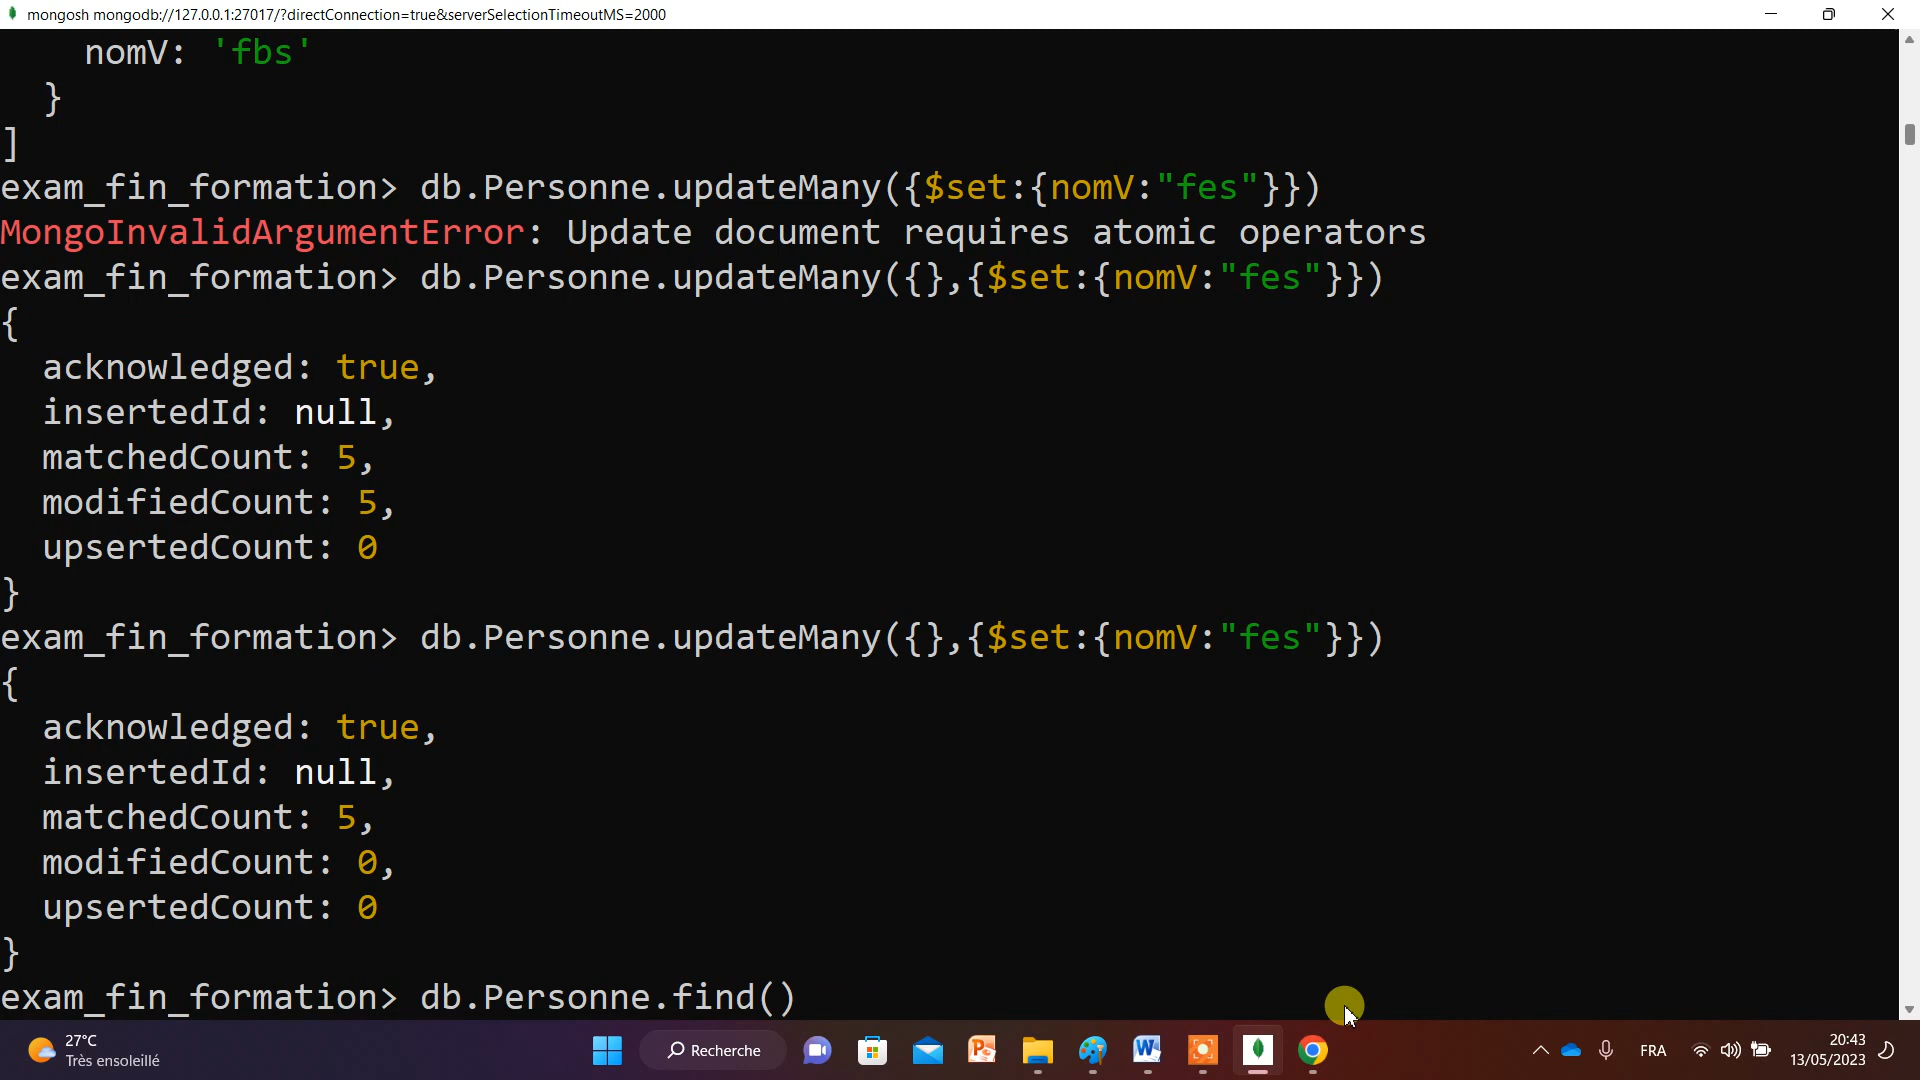 mongosh mongodb://127.0.0.1:27017/?directConnection=true&serverSelectionTimeoutMS=2000
nomV: 'fbs'
}
]
exam_fin_formation> db.Personne.updateMany({$set:{nomV:"fes"}})
MongoInvalidArgumentError: Update document requires atomic operators
exam_fin_formation> db.Personne.updateMany({},{$set:{nomV:"fes"}})
{
acknowledged: true,
insertedId: null,
matchedCount: 5,
modifiedCount: 5,
upsertedCount: 0
}
exam_fin_formation> db.Personne.updateMany({},{$set:{nomV:"fes"}})
{
acknowledged: true,
insertedId: null,
matchedCount: 5,
modifiedCount: 0,
upsertedCount: 0
}
exam_fin_formation> db.Personne.find()
27°C
Très ensoleillé
Recherche
FRA
20:43
13/05/2023